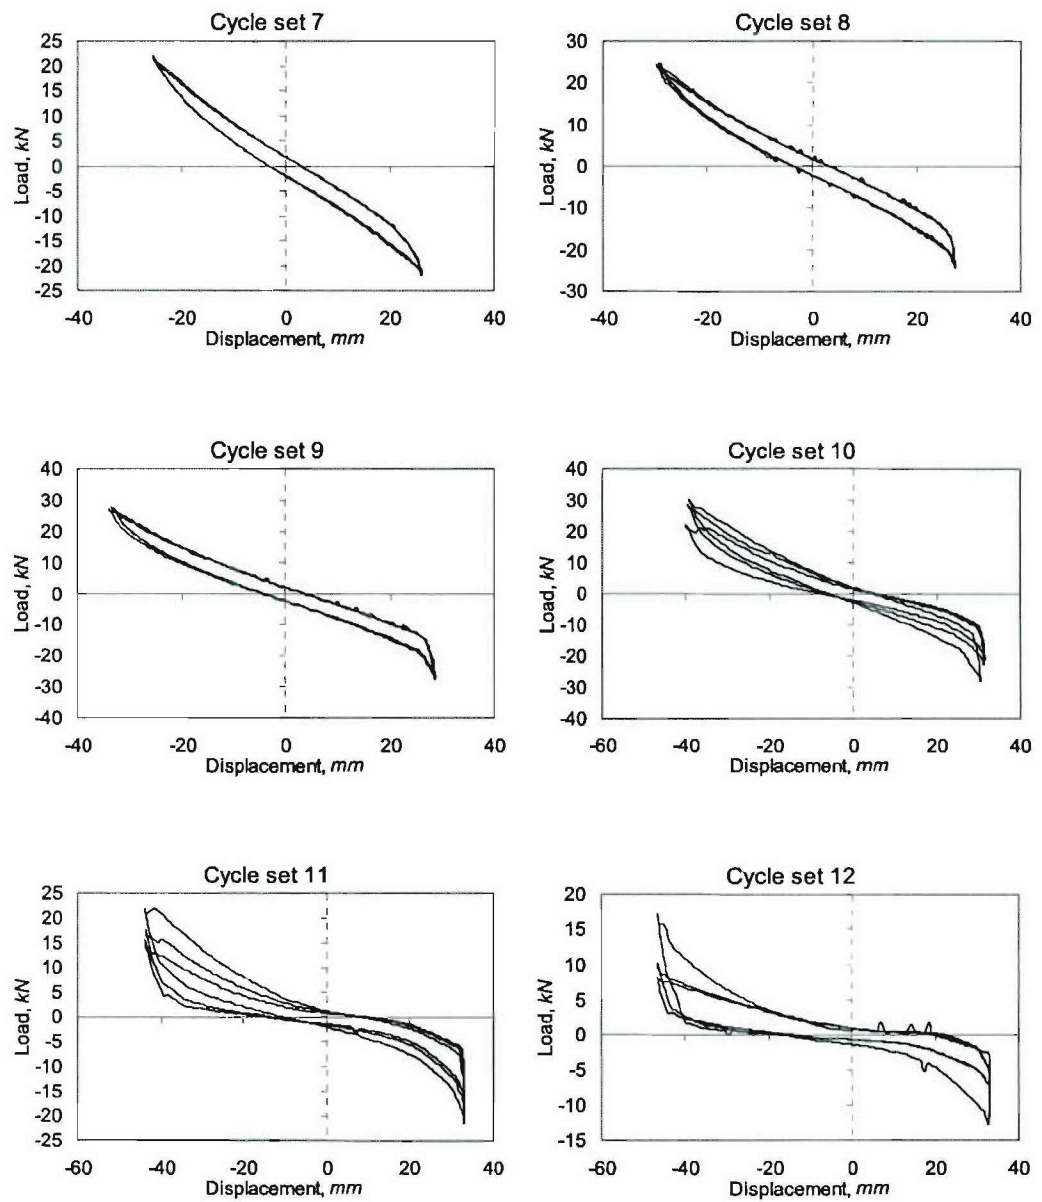 Cycle set 7
25
20
15
10
5
0
-5
-10
-15
-20
-25
Load, kN
-40 -20 0 20 40
Displacement, mm
Cycle set 8
30
20
10
0
-10
-20
-30
Load, kN
-40 -20 0 20 40
Displacement, mm
Cycle set 9
40
30
20
10
0
-10
-20
-30
-40
Load, kN
-40 -20 0 20 40
Displacement, mm
Cycle set 10
40
30
20
10
0
-10
-20
-30
-40
Load, kN
-60 -40 -20 0 20 40
Displacement, mm
Cycle set 11
25
20
15
10
5
0
-5
-10
-15
-20
-25
Load, kN
-60 -40 -20 0 20 40
Displacement, mm
Cycle set 12
20
15
10
5
0
-5
-10
-15
Load, kN
-60 -40 -20 0 20 40
Displacement, mm